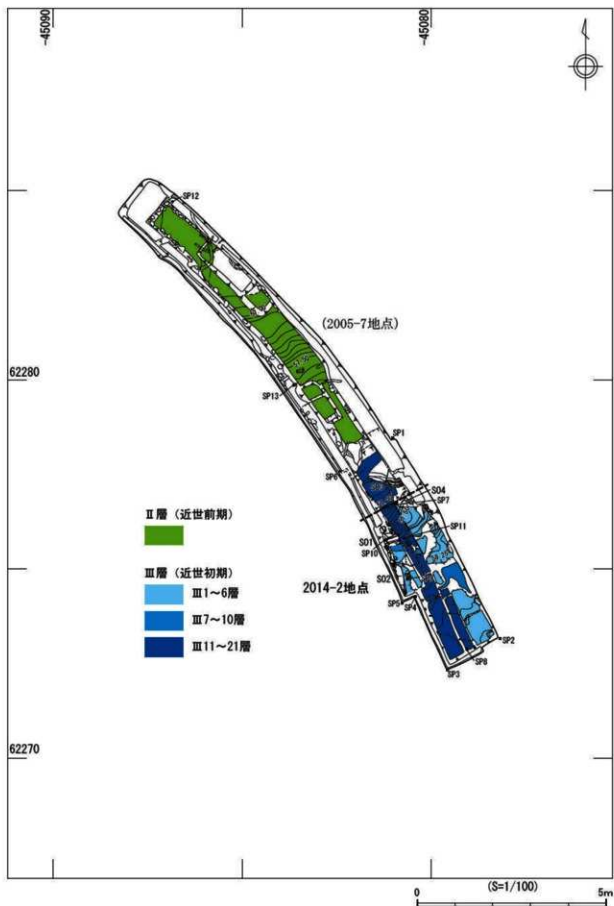 -45090
-45080
SP12
(2005-7地点)
62280
SP13
SP1
SP6
SO4
SP7
Ⅱ層（近世前期）
SP11
SO1
SP10
Ⅲ層（近世初期）
SO2
2014-2地点
Ⅲ1～6層
SP5
SP4
Ⅲ7～10層
SP2
Ⅲ11～21層
SP8
SP3
62270
(S=1/100)
0
5m